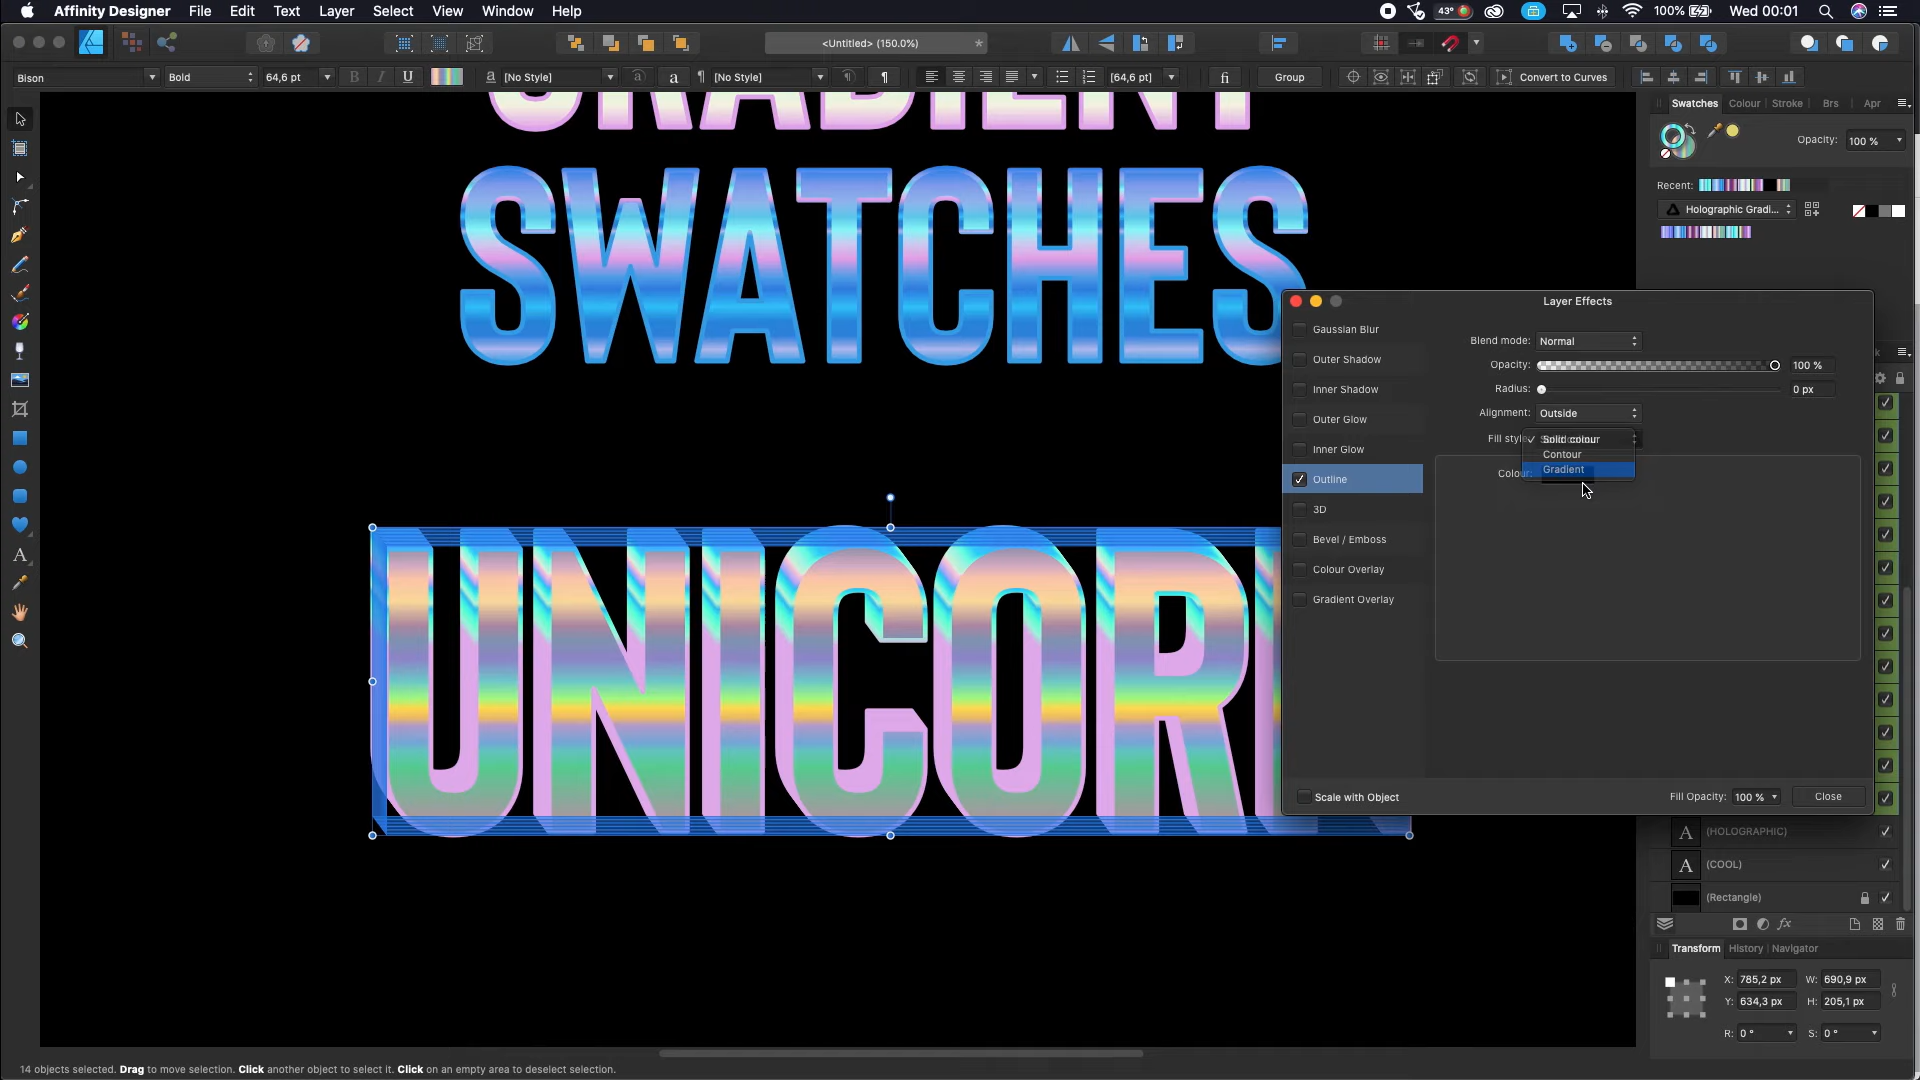 Affinity Designer File Edit Text Layer Select View Window Help 43° 100% Wed 00:01
<Untitled> (150.0%) *
Bison Bold 64,6 pt B I U a [No Style] a a ¶ [No Style] ¶ ¶ [64,6 pt] fi Group Convert to Curves
Swatches Colour Stroke Brs Apr
Opacity: 100 %
Recent:
Holographic Gradi...
GRADIENT
SWATCHES
UNICORN
Layer Effects
Gaussian Blur
Outer Shadow
Inner Shadow
Outer Glow
Inner Glow
Outline
3D
Bevel / Emboss
Colour Overlay
Gradient Overlay
Blend mode: Normal
Opacity: 100 %
Radius: 0 px
Alignment: Outside
Fill style: Solid colour
Contour
Gradient
Colour:
Scale with Object
Fill Opacity: 100 % Close
A (HOLOGRAPHIC)
A (COOL)
(Rectangle)
fx
Transform History Navigator
X: 785,2 px W: 690,9 px
Y: 634,3 px H: 205,1 px
R: 0 ° S: 0 °
14 objects selected. Drag to move selection. Click another object to select it. Click on an empty area to deselect selection.